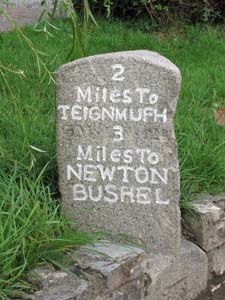 2
Miles To
TEIGNMUFH
3
Miles To
NEWTON
BUSHEL